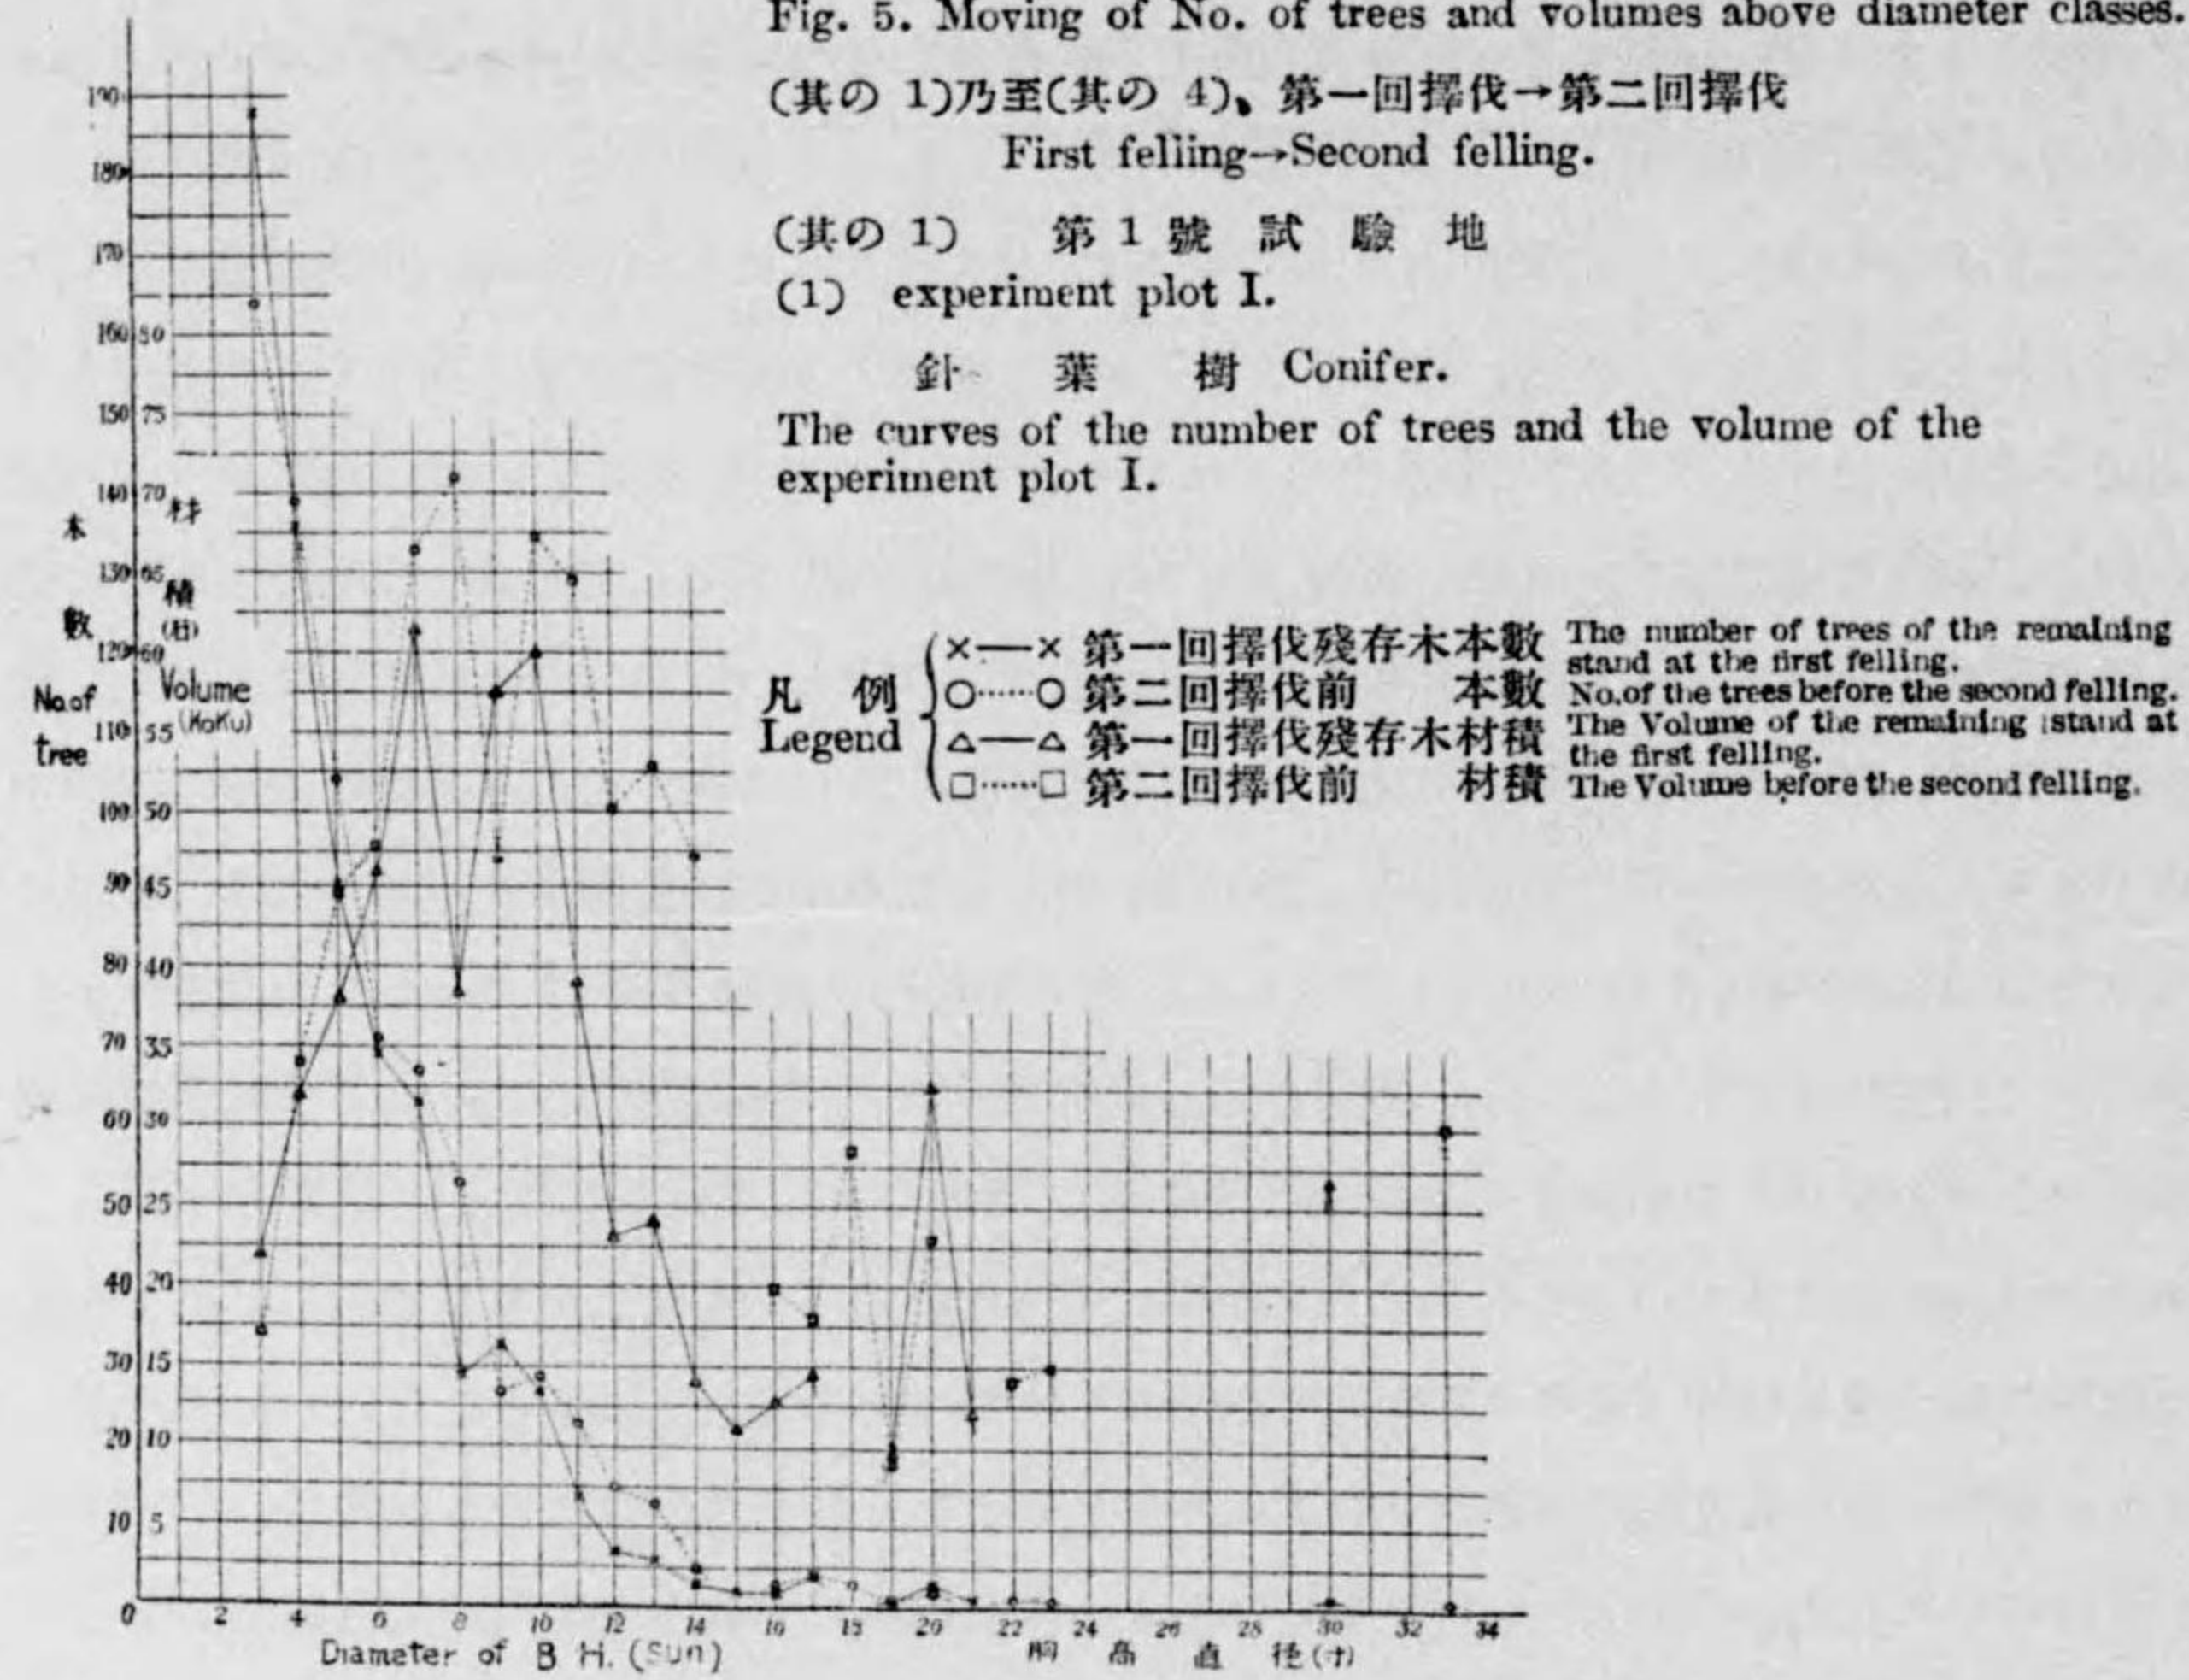 Fig. 5. Moving of No. of trees and volumes above diameter classes.
(其の 1)乃至(其の 4)、第一回擇伐→第二回擇伐
First felling→Second felling.
(其の 1) 第 1 號 試 驗 地
(1) experiment plot I.
針 葉 樹 Conifer.
The curves of the number of trees and the volume of the
experiment plot I.
凡 例
Legend
×—× 第一回擇伐殘存木本數 The number of trees of the remaining
stand at the first felling.
○……○ 第二回擇伐前 本數 No. of the trees before the second felling.
△—△ 第一回擇伐殘存木材積 The Volume of the remaining stand at
the first felling.
□……□ 第二回擇伐前 材積 The Volume before the second felling.
本數
No. of
tree
材積
(石)
Volume
(KoKu)
190
180
170
160 80
150 75
140 70
130 65
120 60
110 55
100 50
90 45
80 40
70 35
60 30
50 25
40 20
30 15
20 10
10 5
0 2 4 6 8 10 12 14 16 18 20 22 24 26 28 30 32 34
Diameter of B H. (Sun) 胸 高 直 徑(寸)